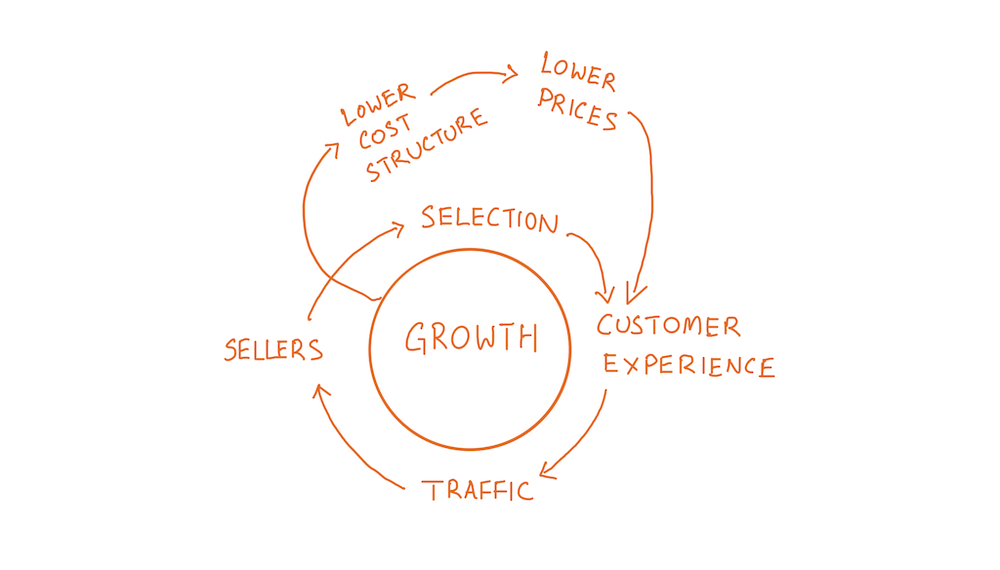 LOWER
COST
STRUCTURE
LOWER
PRICES
SELECTION
GROWTH
SELLERS
CUSTOMER
EXPERIENCE
TRAFFIC